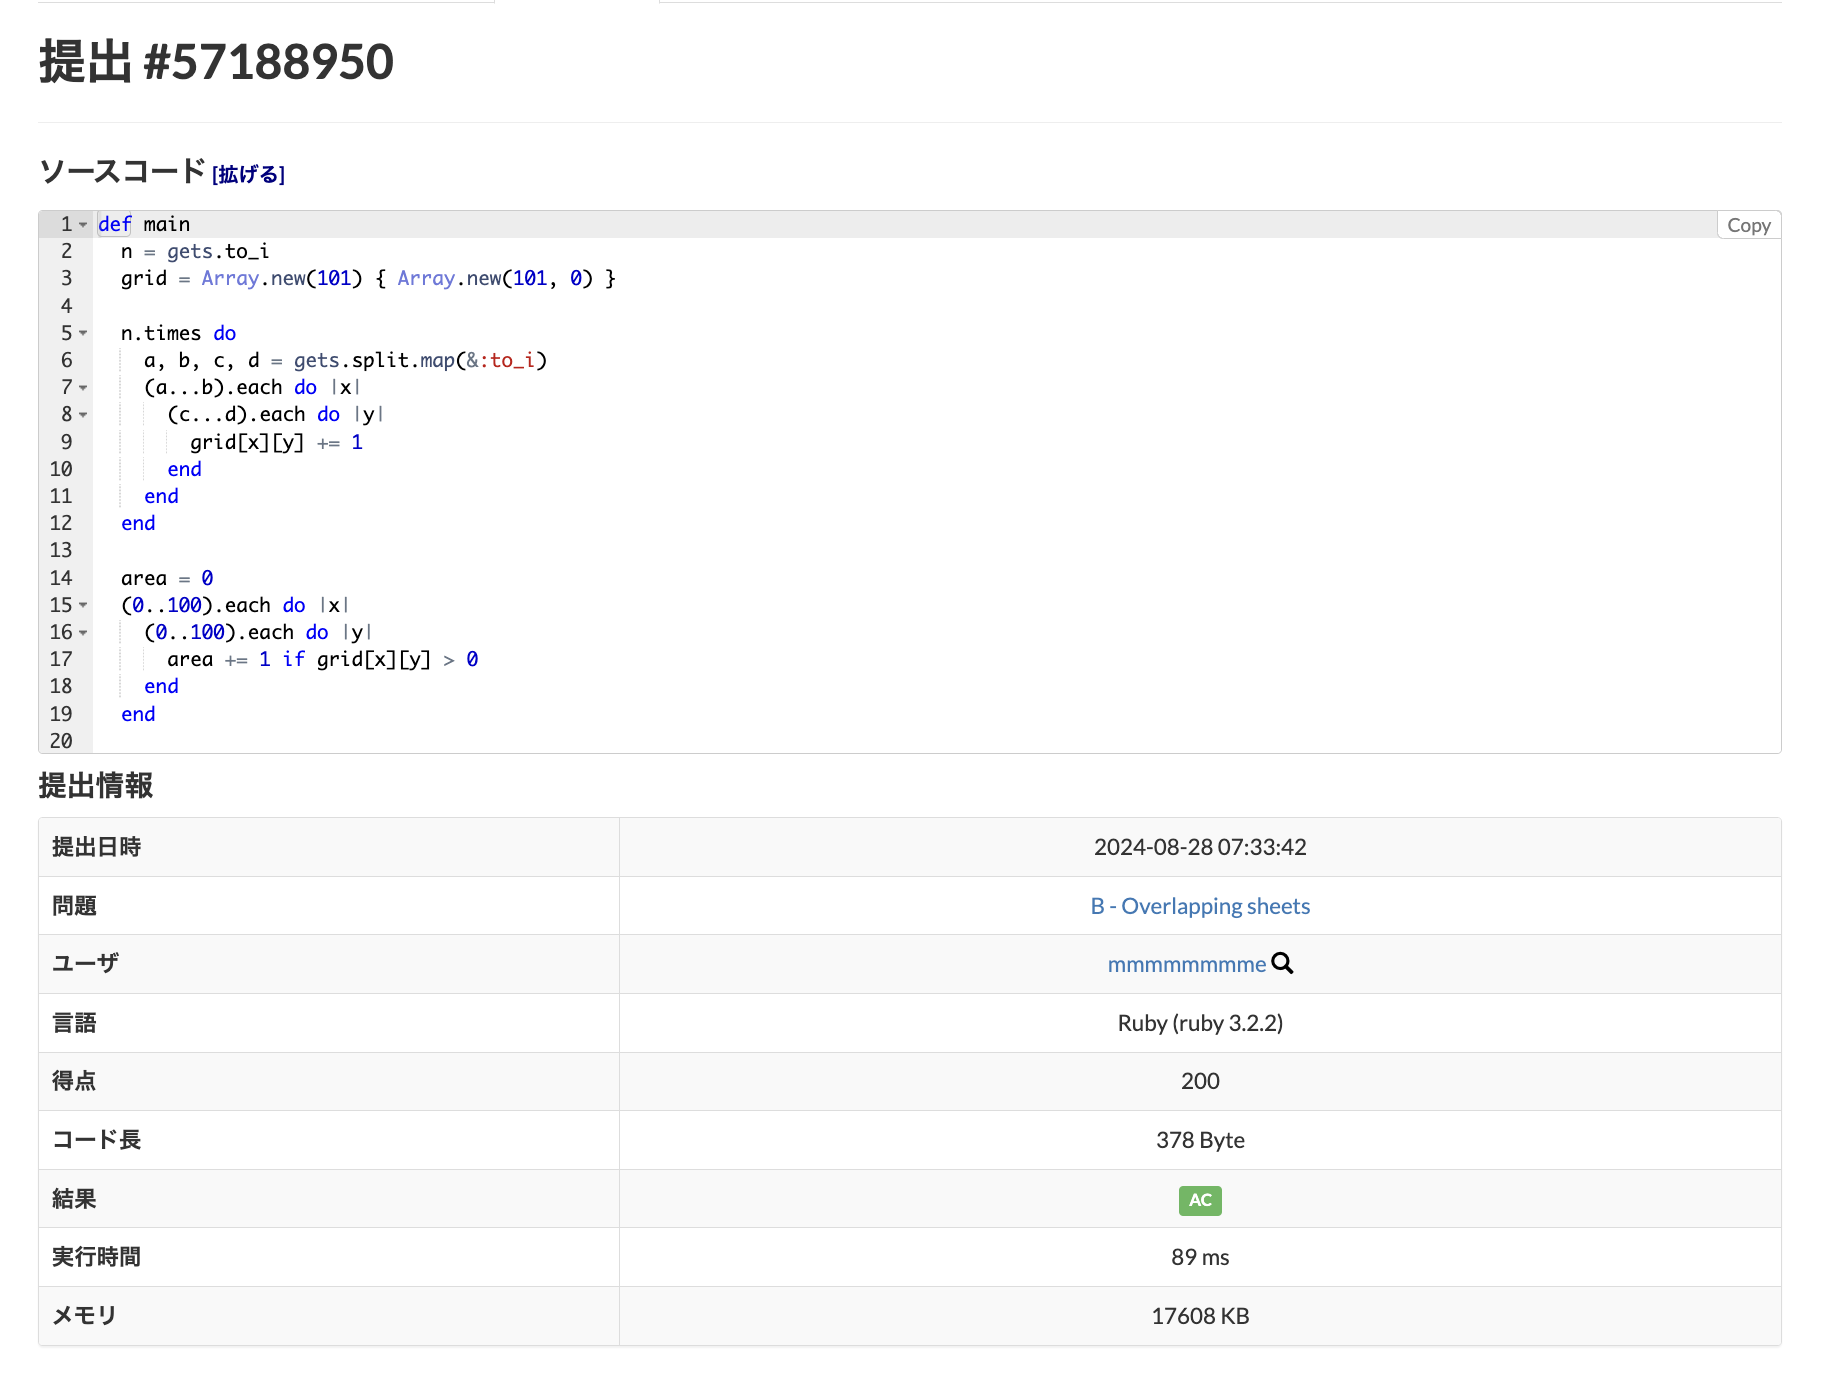 提出 #57188950
ソースコード [拡げる]
Copy
1 def main
2   n = gets.to_i
3   grid = Array.new(101) { Array.new(101, 0) }
4
5   n.times do
6     a, b, c, d = gets.split.map(&:to_i)
7     (a...b).each do |x|
8       (c...d).each do |y|
9         grid[x][y] += 1
10       end
11     end
12   end
13
14   area = 0
15   (0..100).each do |x|
16     (0..100).each do |y|
17       area += 1 if grid[x][y] > 0
18     end
19   end
20
提出情報
提出日時 2024-08-28 07:33:42
問題 B - Overlapping sheets
ユーザ mmmmmmmmme
言語 Ruby (ruby 3.2.2)
得点 200
コード長 378 Byte
結果 AC
実行時間 89 ms
メモリ 17608 KB